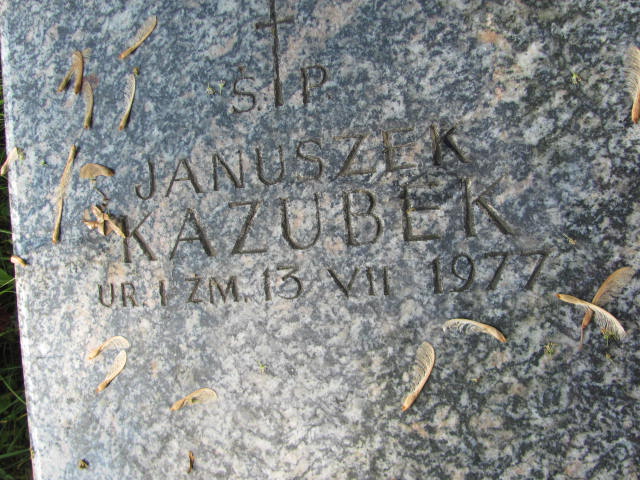 Ś. P.
JANUSZEK
KAZUBEK
UR. I ZM. 13 VII 1977